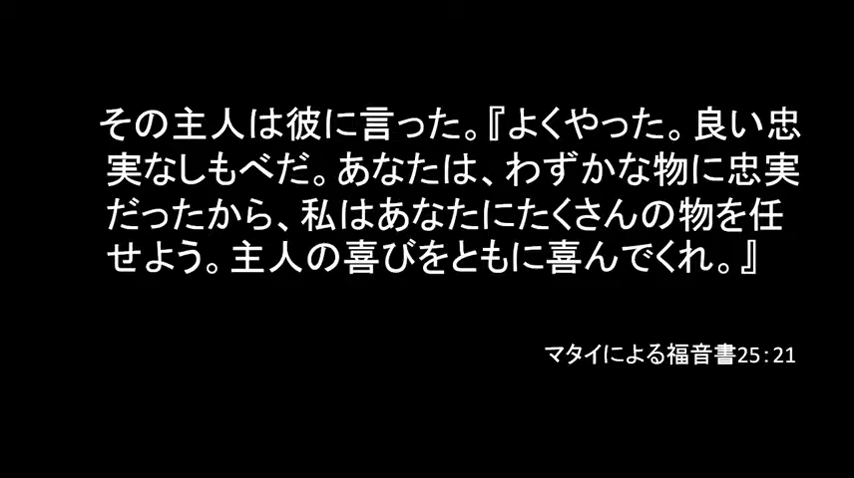 その主人は彼に言った。『よくやった。良い忠
実なしもべだ。あなたは、わずかな物に忠実
だったから、私はあなたにたくさんの物を任
せよう。主人の喜びをともに喜んでくれ。』
マタイによる福音書25:21